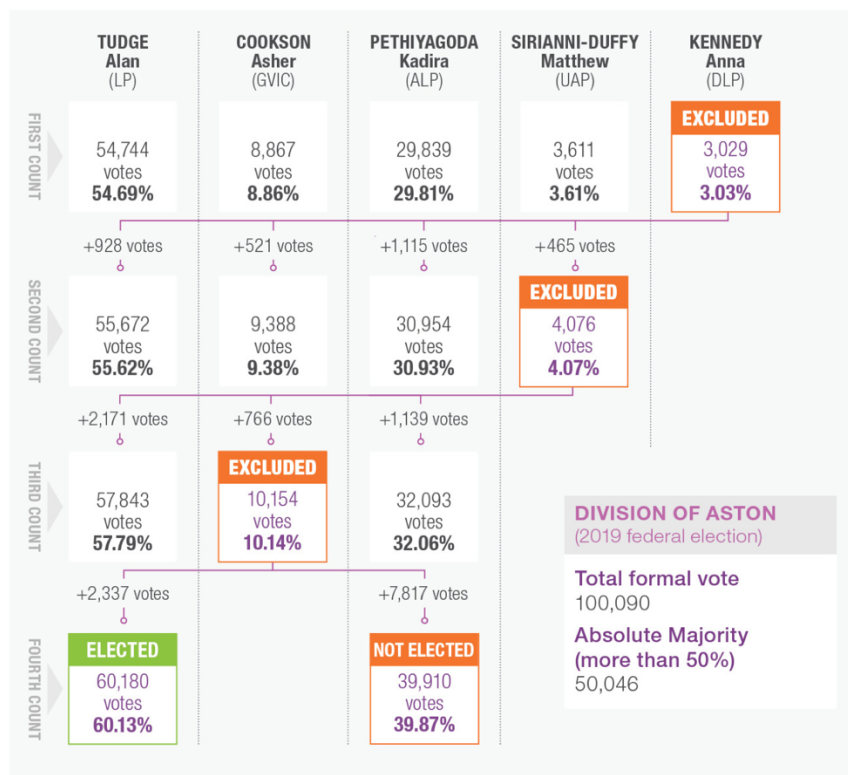 TUDGE
Alan
(LP)
COOKSON
Asher
(GVIC)
PETHIYAGODA
Kadira
(ALP)
SIRIANNI-DUFFY
Matthew
(UAP)
KENNEDY
Anna
(DLP)
FIRST COUNT
54,744
votes
54.69%
8,867
votes
8.86%
29,839
votes
29.81%
3,611
votes
3.61%
EXCLUDED
3,029
votes
3.03%
+928 votes
+521 votes
+1,115 votes
+465 votes
SECOND COUNT
55,672
votes
55.62%
9,388
votes
9.38%
30,954
votes
30.93%
EXCLUDED
4,076
votes
4.07%
+2,171 votes
+766 votes
+1,139 votes
THIRD COUNT
57,843
votes
57.79%
EXCLUDED
10,154
votes
10.14%
32,093
votes
32.06%
+2,337 votes
+7,817 votes
FOURTH COUNT
ELECTED
60,180
votes
60.13%
NOT ELECTED
39,910
votes
39.87%
DIVISION OF ASTON
(2019 federal election)
Total formal vote
100,090
Absolute Majority
(more than 50%)
50,046